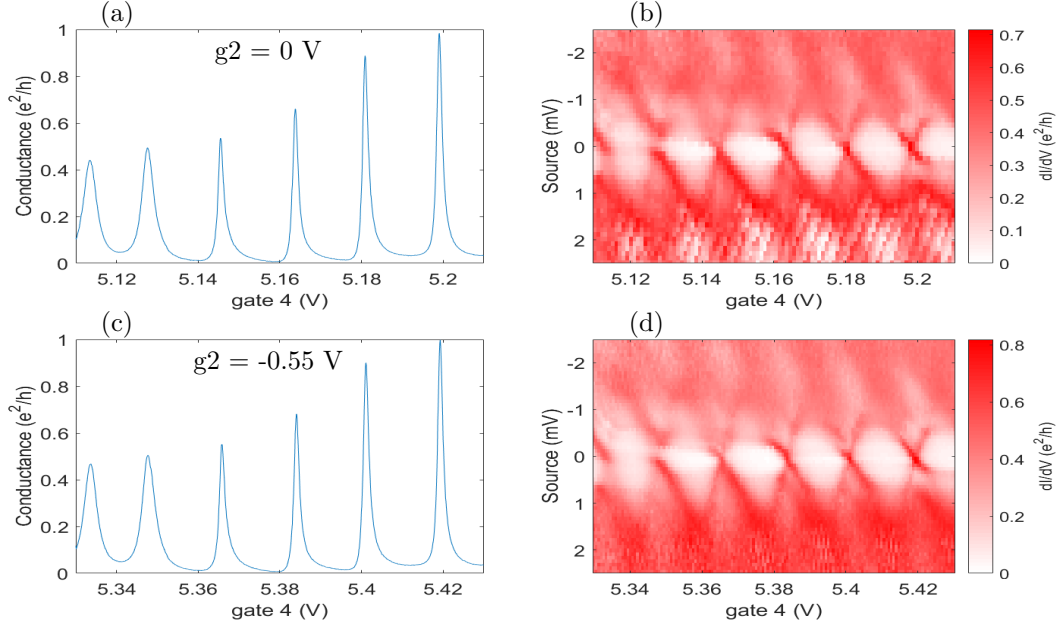 (a)
g2 = 0 V
Conductance (e²/h)
1
0.8
0.6
0.4
0.2
0
5.12 5.14 5.16 5.18 5.2
gate 4 (V)
(b)
Source (mV)
-2
-1
0
1
2
5.12 5.14 5.16 5.18 5.2
gate 4 (V)
0.7
0.6
0.5
0.4
0.3
0.2
0.1
0
dI/dV (e²/h)
(c)
g2 = -0.55 V
Conductance (e²/h)
1
0.8
0.6
0.4
0.2
0
5.34 5.36 5.38 5.4 5.42
gate 4 (V)
(d)
Source (mV)
-2
-1
0
1
2
5.34 5.36 5.38 5.4 5.42
gate 4 (V)
0.8
0.6
0.4
0.2
0
dI/dV (e²/h)